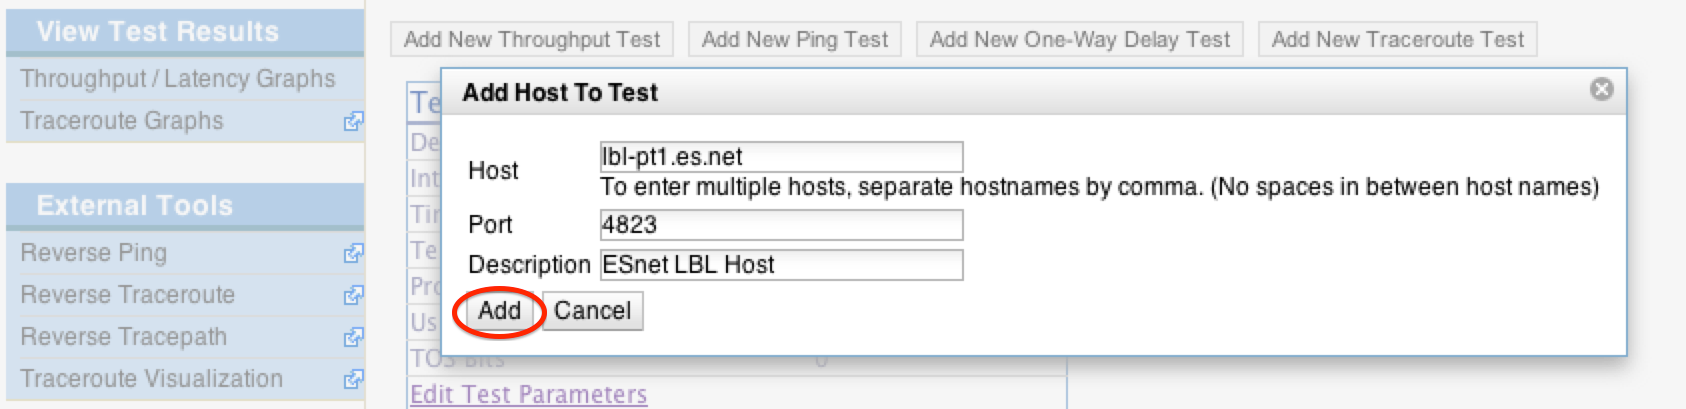 View Test Results
Throughput / Latency Graphs
Traceroute Graphs
External Tools
Reverse Ping
Reverse Traceroute
Reverse Tracepath
Traceroute Visualization
Add New Throughput Test
Add New Ping Test
Add New One-Way Delay Test
Add New Traceroute Test
Add Host To Test
Host
lbl-pt1.es.net
To enter multiple hosts, separate hostnames by comma. (No spaces in between host names)
Port
4823
Description
ESnet LBL Host
Add
Cancel
Te
De
Int
Tir
Te
Pro
Us
TOS Bits
0
Edit Test Parameters